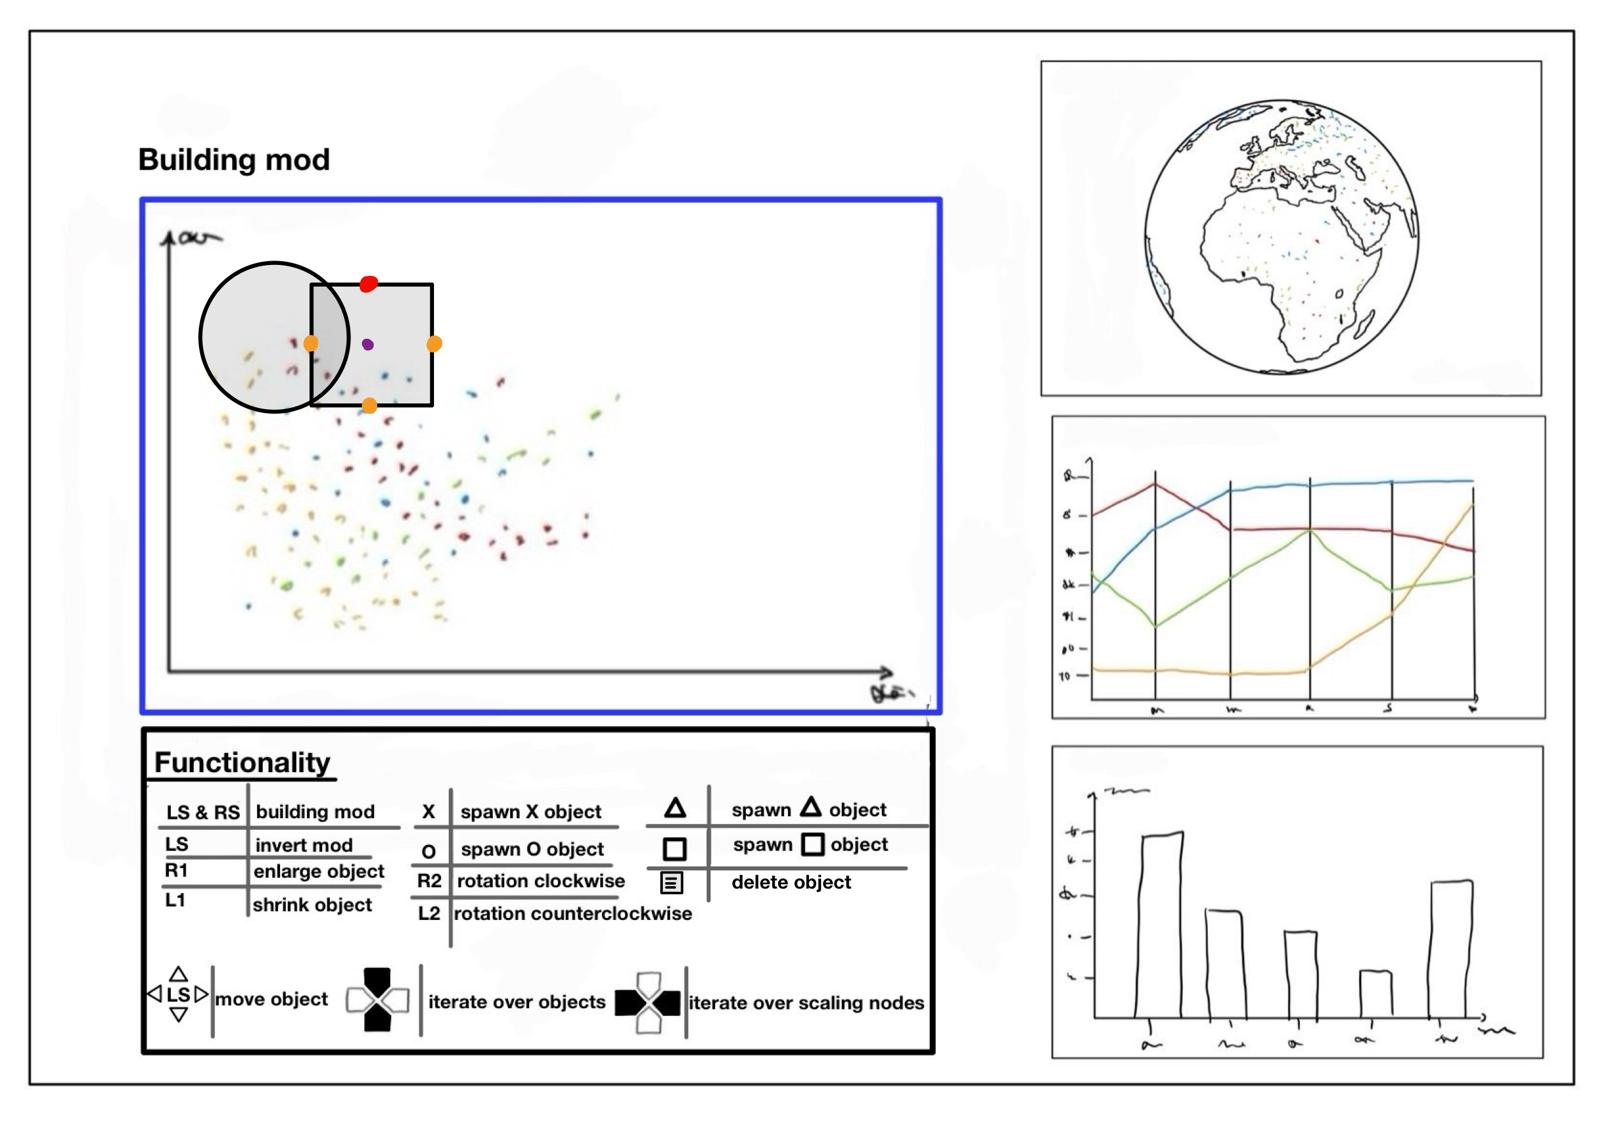 Building mod
Functionality
LS & RS building mod
LS invert mod
R1 enlarge object
L1 shrink object
X spawn X object
O spawn O object
R2 rotation clockwise
L2 rotation counterclockwise
△ spawn △ object
□ spawn □ object
delete object
LS move object
iterate over objects
iterate over scaling nodes